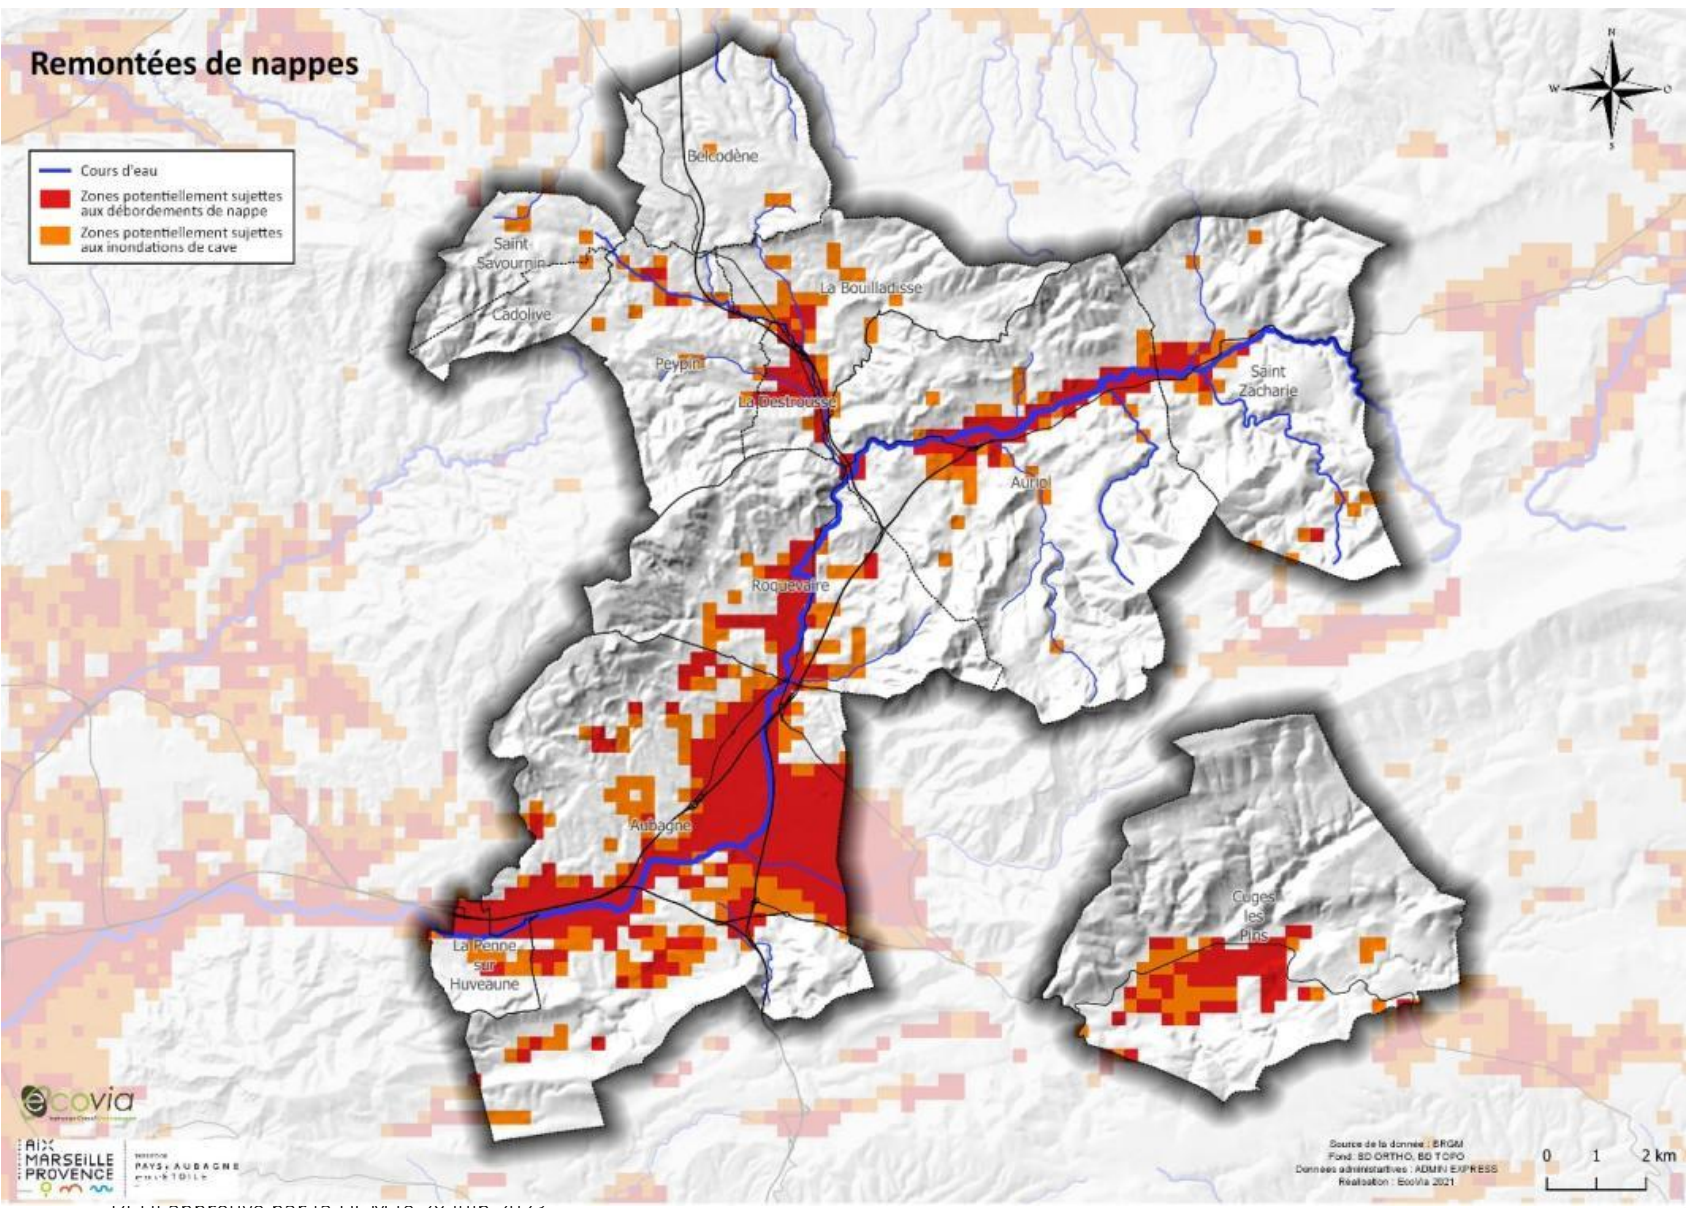 Remontées de nappes
Cours d'eau
Zones potentiellement sujettes
aux débordements de nappe
Zones potentiellement sujettes
aux inondations de cave
N
W
O
S
Belcodène
Saint-
Savournin
Cadolive
La Bouilladisse
Peypin
La Destrousse
Saint
Zacharie
Auriol
Roquevaire
Aubagne
La Penne
sur
Huveaune
Cuges
les
Pins
ecovia
AIX
MARSEILLE
PROVENCE
PAYS D'AUBAGNE
Source de la donnée : BRGM
Fond: BD ORTHO, BD TOPO
Données administartives : ADMIN EXPRESS
Réalisation : EcoVia 2021
0 1 2 km